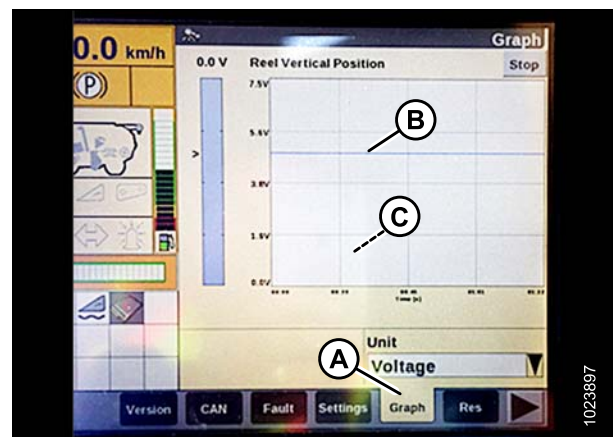 0.0 km/h
Graph
0.0 V
Reel Vertical Position
Stop
(P)
7.5V
B
5.6V
3.8V
C
1.9V
0.0V
Time [s]
Unit
A
Voltage
Version
CAN
Fault
Settings
Graph
Res
1023897